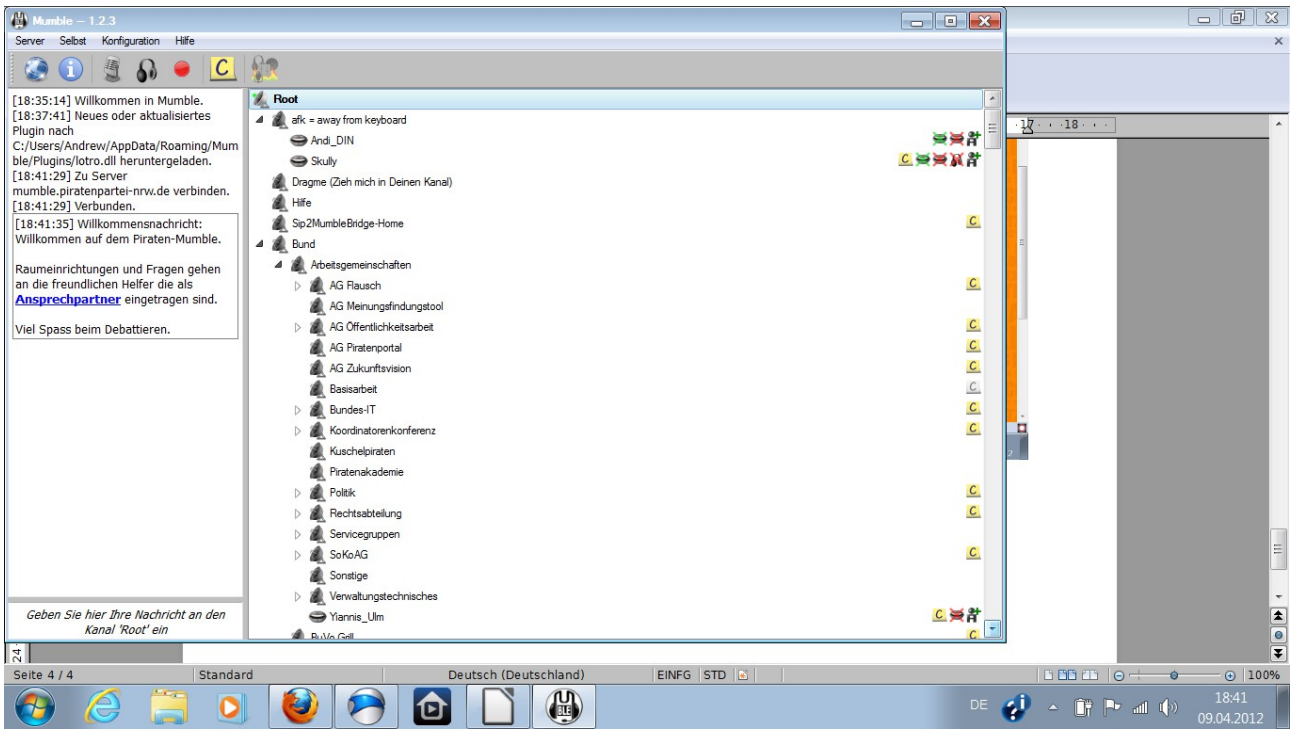 Mumble -- 1.2.3
Server Selbst Konfiguration Hilfe
[18:35:14] Willkommen in Mumble.
[18:37:41] Neues oder aktualisiertes
Plugin nach
C:/Users/Andrew/AppData/Roaming/Mum
ble/Plugins/lotro.dll heruntergeladen.
[18:41:29] Zu Server
mumble.piratenpartei-nrw.de verbinden.
[18:41:29] Verbunden.
[18:41:35] Willkommensnachricht:
Willkommen auf dem Piraten-Mumble.
Raumeinrichtungen und Fragen gehen
an die freundlichen Helfer die als
Ansprechpartner eingetragen sind.
Viel Spass beim Debattieren.
Geben Sie hier Ihre Nachricht an den
Kanal 'Root' ein
Root
afk = away from keyboard
Andi_DIN
Skully
C
Dragme (Zieh mich in Deinen Kanal)
Hilfe
Sip2MumbleBridge-Home C
Bund
Arbeitsgemeinschaften
AG Flausch C
AG Meinungsfindungstool
AG Öffentlichkeitsarbeit C
AG Piratenportal C
AG Zukunftsvision C
Basisarbeit C
Bundes-IT C
Koordinatorenkonferenz C
Kuschelpiraten
Piratenakademie
Politik C
Rechtsabteilung C
Servicegruppen
SoKoAG C
Sonstige
Verwaltungstechnisches
Yiannis_Ulm C
BuVo Grill C
17 18
24
Seite 4 / 4 Standard Deutsch (Deutschland) EINFG STD 100%
DE 18:41
09.04.2012